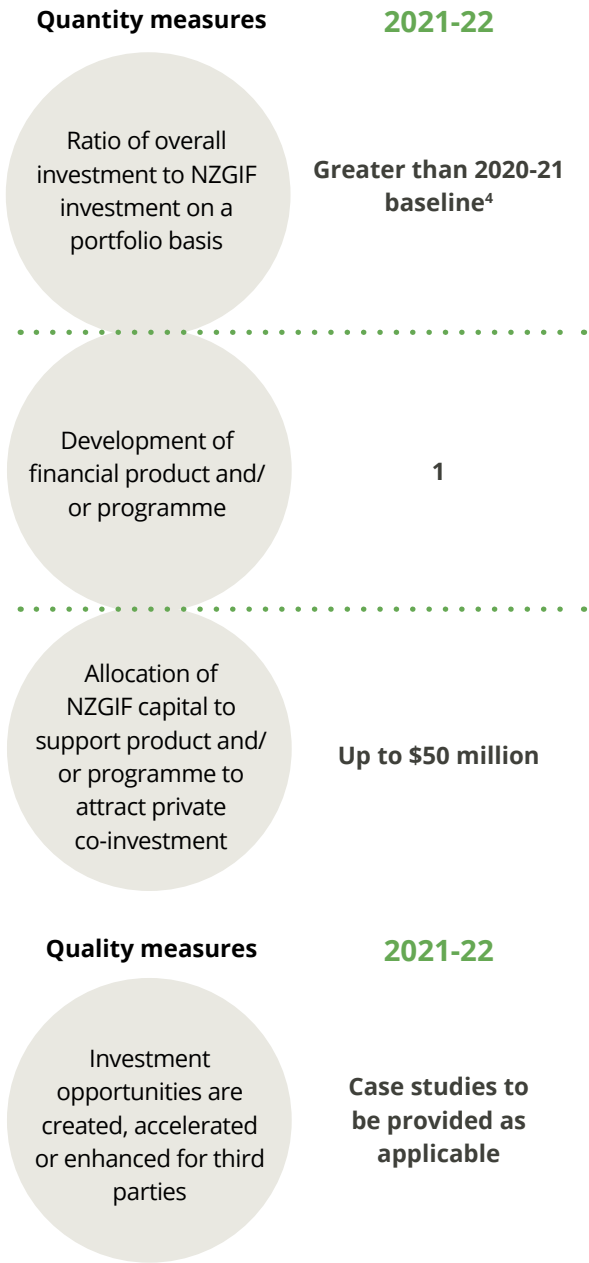 Quantity measures
2021-22
Ratio of overall
investment to NZGIF
investment on a
portfolio basis
Greater than 2020-21
baseline⁴
Development of
financial product and/
or programme
1
Allocation of
NZGIF capital to
support product and/
or programme to
attract private
co-investment
Up to $50 million
Quality measures
2021-22
Investment
opportunities are
created, accelerated
or enhanced for third
parties
Case studies to
be provided as
applicable